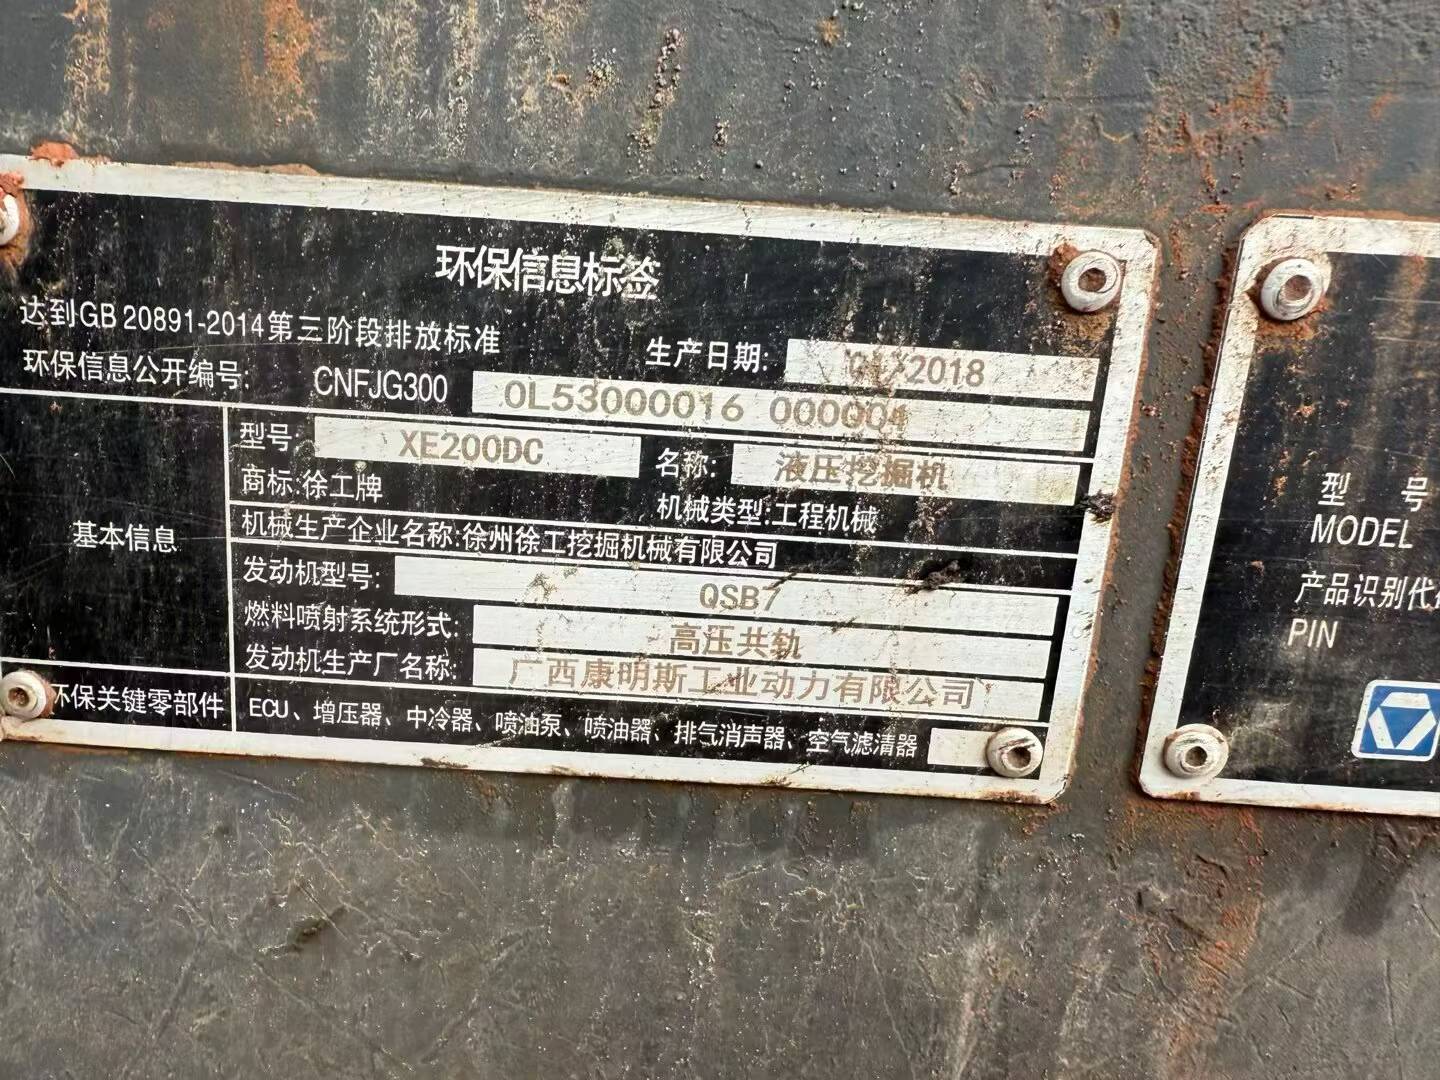 环保信息标签
达到GB 20891-2014第三阶段排放标准
生产日期: /2018
环保信息公开编号: CNFJG300 0L53000016 000004
基本信息
型号: XE200DC 名称: 液压挖掘机
商标:徐工牌 机械类型:工程机械
机械生产企业名称:徐州徐工挖掘机械有限公司
发动机型号: QSB7
燃料喷射系统形式: 高压共轨
发动机生产厂名称: 广西康明斯工业动力有限公司
环保关键零部件 ECU、增压器、中冷器、喷油泵、喷油器、排气消声器、空气滤清器
型 号
MODEL
产品识别代
PIN